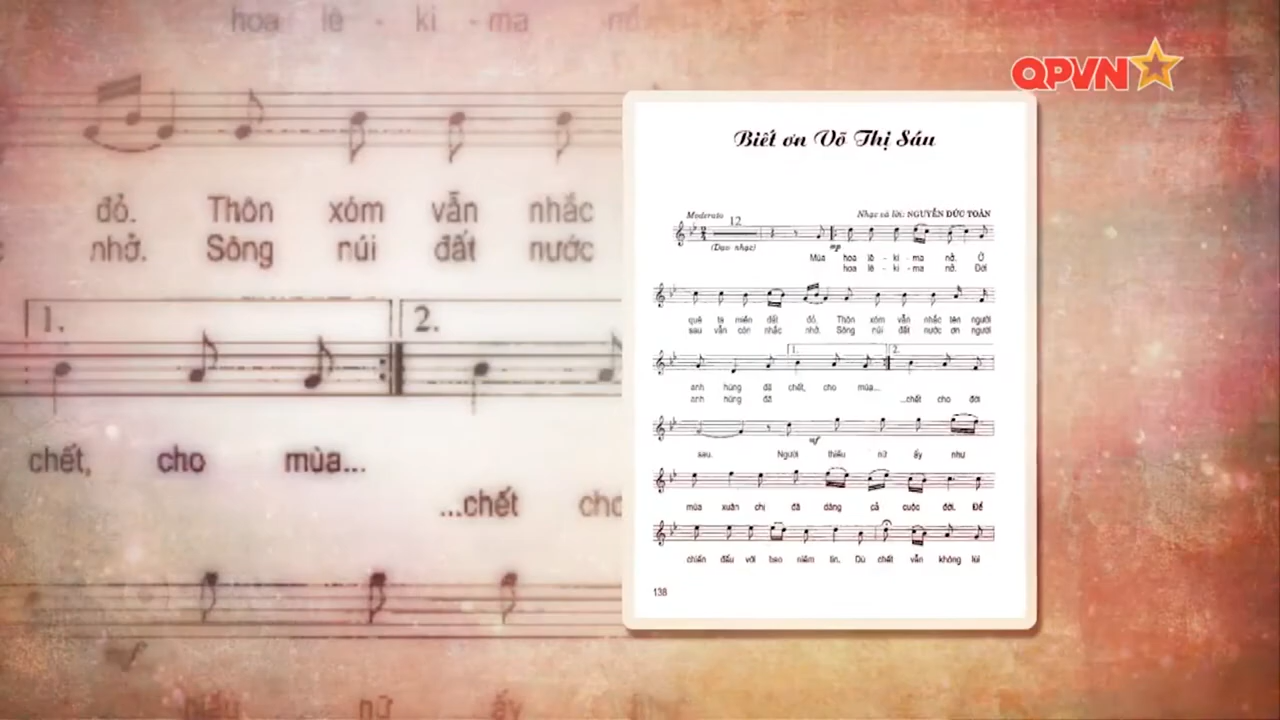 hoa lê - ki - ma
QPVN
đỏ. Thôn xóm vẫn nhắc
nhở. Sông núi đất nước
1. 2.
chết, cho mùa...
...chết cho
nữ ấy
Biết ơn Võ Thị Sáu
Moderato
Nhạc và lời: NGUYỄN ĐỨC TOÀN
12
(Dạo nhạc)
mp
Mùa hoa lê - ki - ma nở. Ở
hoa lê - ki - ma nở. Đời
quê ta miền đất đỏ. Thôn xóm vẫn nhắc tên người
sau vẫn còn nhắc nhở. Sông núi đất nước ơn người
1. 2.
anh hùng đã chết, cho mùa...
anh hùng đã ...chết cho đời
sau. Người thiếu nữ ấy như
mf
mùa xuân chị đã dâng cả cuộc đời. Để
chiến đấu với bao niềm tin. Dù chết vẫn không lùi
138